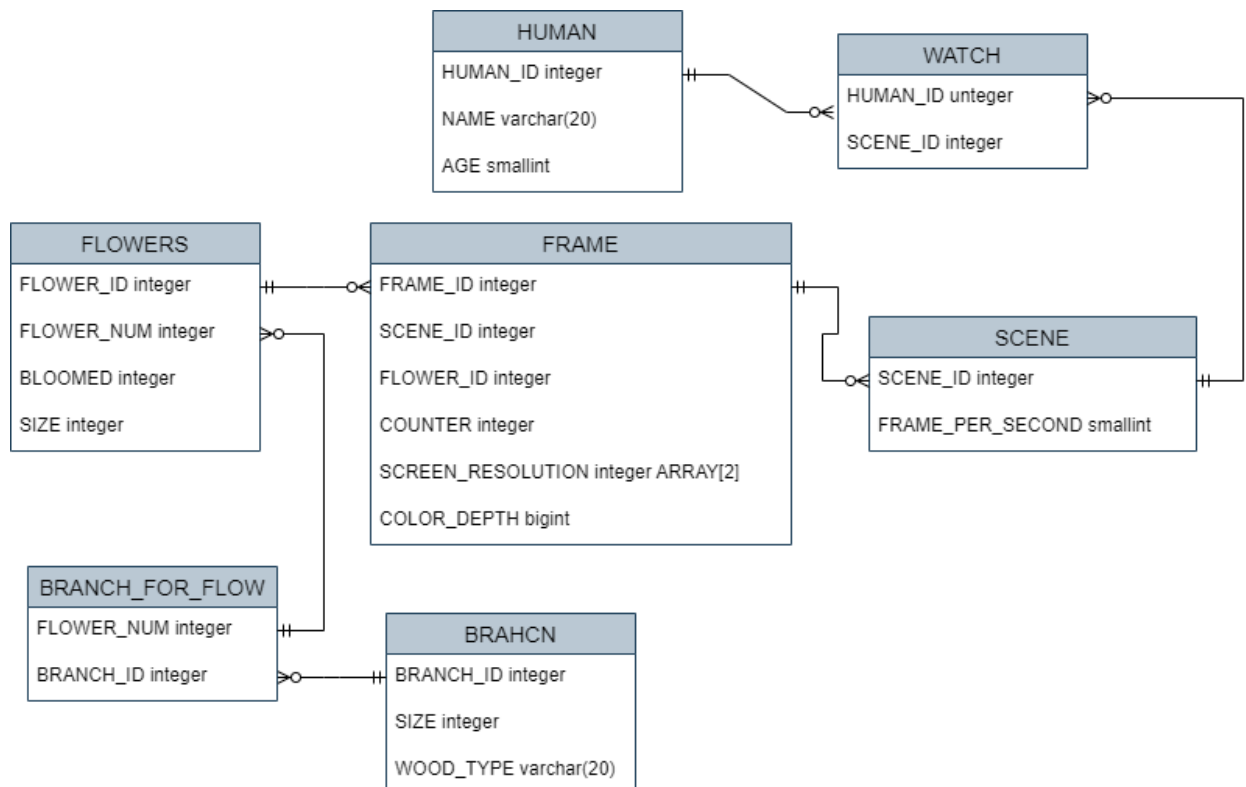 HUMAN
HUMAN_ID integer
NAME varchar(20)
AGE smallint
WATCH
HUMAN_ID unteger
SCENE_ID integer
FLOWERS
FLOWER_ID integer
FLOWER_NUM integer
BLOOMED integer
SIZE integer
FRAME
FRAME_ID integer
SCENE_ID integer
FLOWER_ID integer
COUNTER integer
SCREEN_RESOLUTION integer ARRAY[2]
COLOR_DEPTH bigint
SCENE
SCENE_ID integer
FRAME_PER_SECOND smallint
BRANCH_FOR_FLOW
FLOWER_NUM integer
BRANCH_ID integer
BRAHCN
BRANCH_ID integer
SIZE integer
WOOD_TYPE varchar(20)